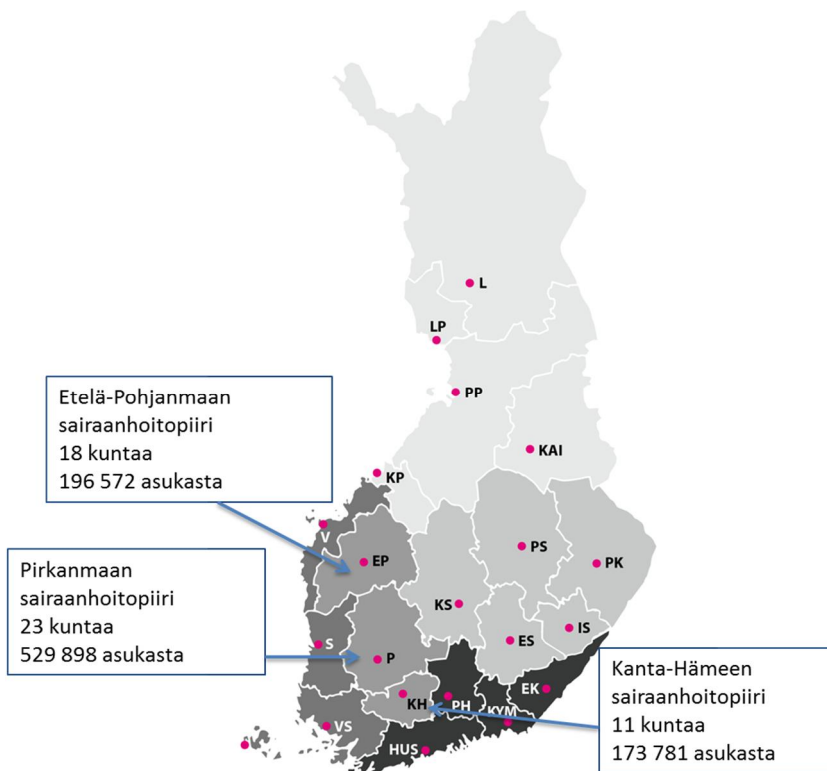 L
LP
PP
KAI
Etelä-Pohjanmaan
sairaanhoitopiiri
18 kuntaa
196 572 asukasta
KP
V
EP
PS
PK
Pirkanmaan
sairaanhoitopiiri
23 kuntaa
529 898 asukasta
KS
IS
S
ES
P
EK
KH
PH
KYM
VS
HUS
Kanta-Hämeen
sairaanhoitopiiri
11 kuntaa
173 781 asukasta